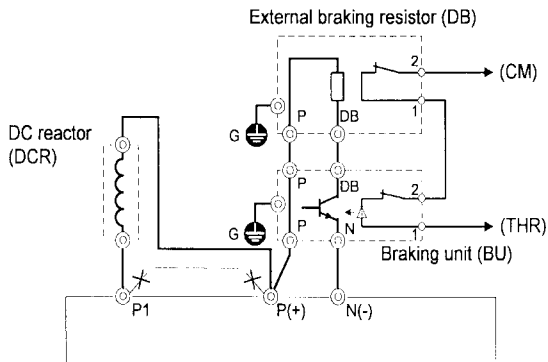 External braking resistor (DB)
2
(CM)
P
DB
1
G
DC reactor
(DCR)
P
DB
2
G
P
N
1
(THR)
Braking unit (BU)
P1
P(+)
N(-)